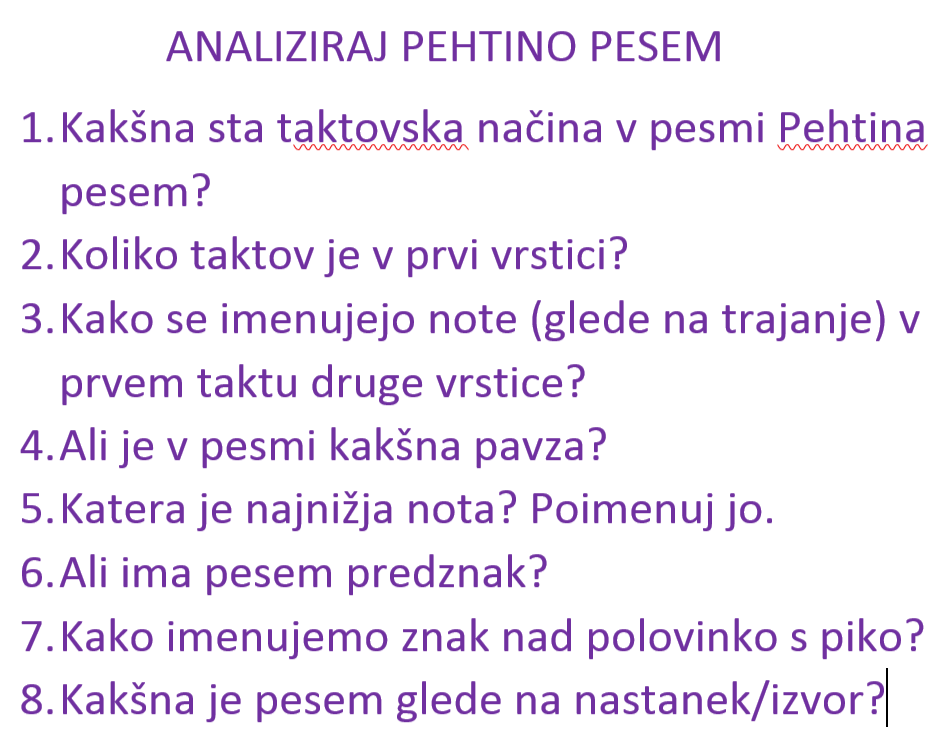 ANALIZIRAJ PEHTINO PESEM
1. Kakšna sta taktovska načina v pesmi Pehtina
pesem?
2. Koliko taktov je v prvi vrstici?
3. Kako se imenujejo note (glede na trajanje) v
prvem taktu druge vrstice?
4. Ali je v pesmi kakšna pavza?
5. Katera je najnižja nota? Poimenuj jo.
6. Ali ima pesem predznak?
7. Kako imenujemo znak nad polovinko s piko?
8. Kakšna je pesem glede na nastanek/izvor?